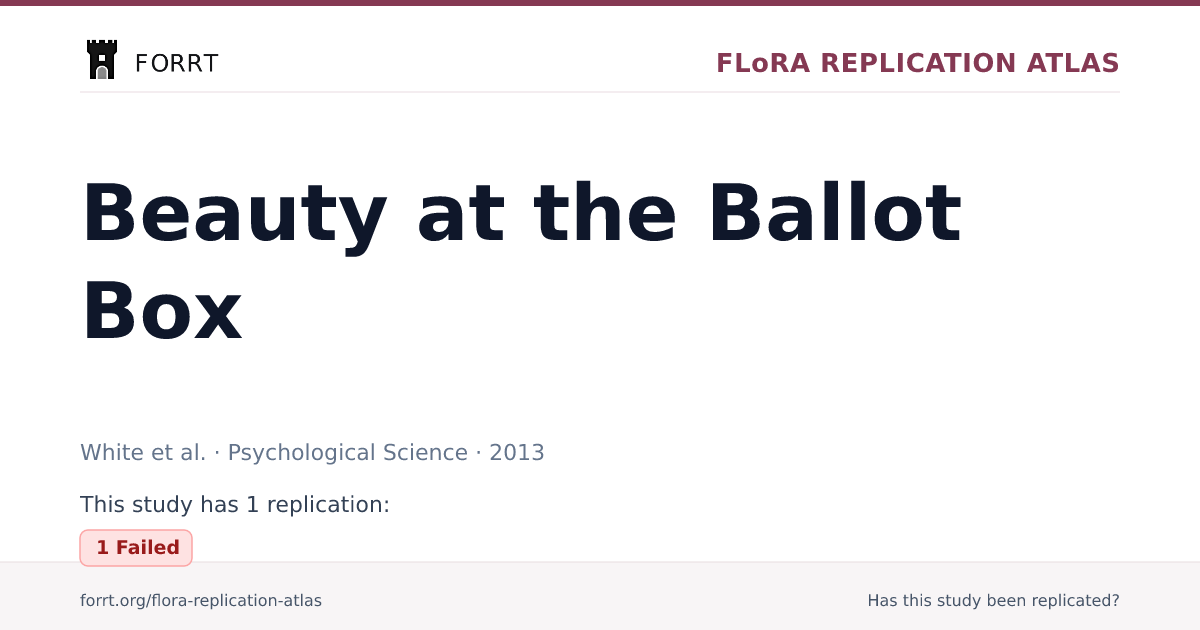 FORRT
FLoRA REPLICATION ATLAS
Beauty at the Ballot
Box
White et al. · Psychological Science · 2013
This study has 1 replication:
1 Failed
forrt.org/flora-replication-atlas
Has this study been replicated?